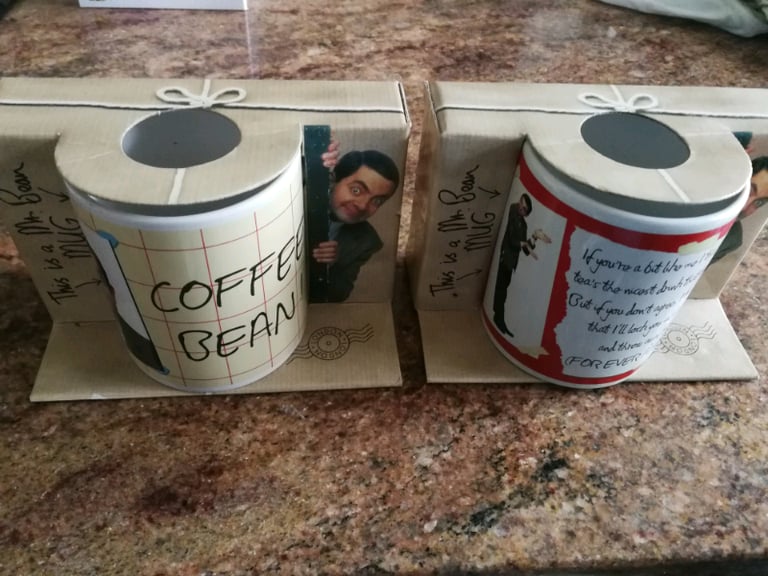 This is a Mr. Bean
MUG
COFFEE
BEAN
LONDON
This is a Mr. Bean
MUG
If you're a bit like me
tea's the nicest drink
But if you don't agree
that I'll lock you
and throw
(FOREVER